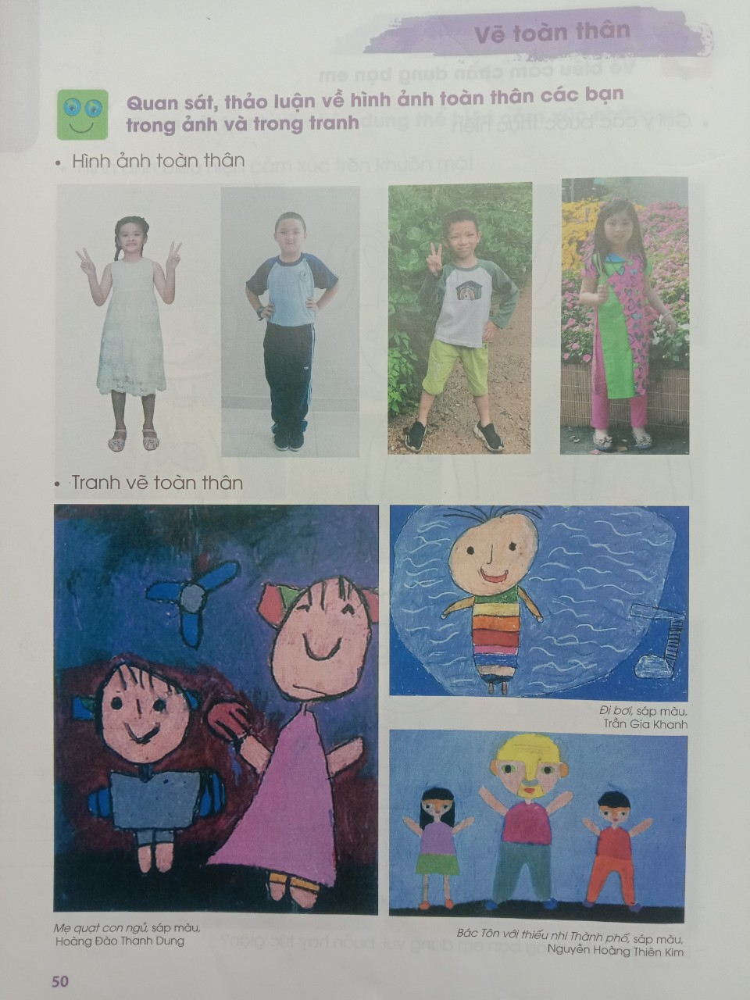 Vẽ toàn thân
Quan sát, thảo luận về hình ảnh toàn thân các bạn
trong ảnh và trong tranh
• Hình ảnh toàn thân
• Tranh vẽ toàn thân
Đi bơi, sáp màu,
Trần Gia Khanh
Mẹ quạt con ngủ, sáp màu,
Hoàng Đào Thanh Dung
Bác Tôn với thiếu nhi Thành phố, sáp màu,
Nguyễn Hoàng Thiên Kim
50